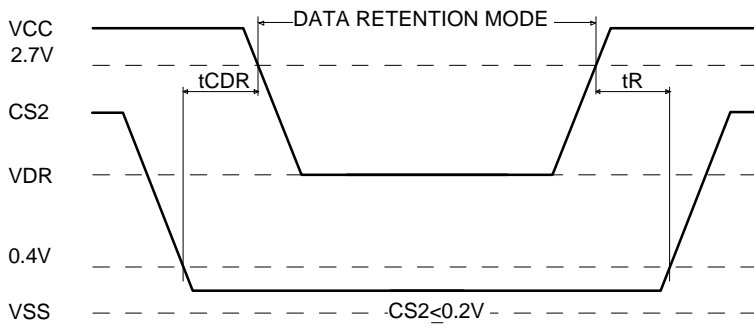 DATA RETENTION MODE
VCC
2.7V
tCDR
tR
CS2
VDR
0.4V
VSS
CS2≤0.2V